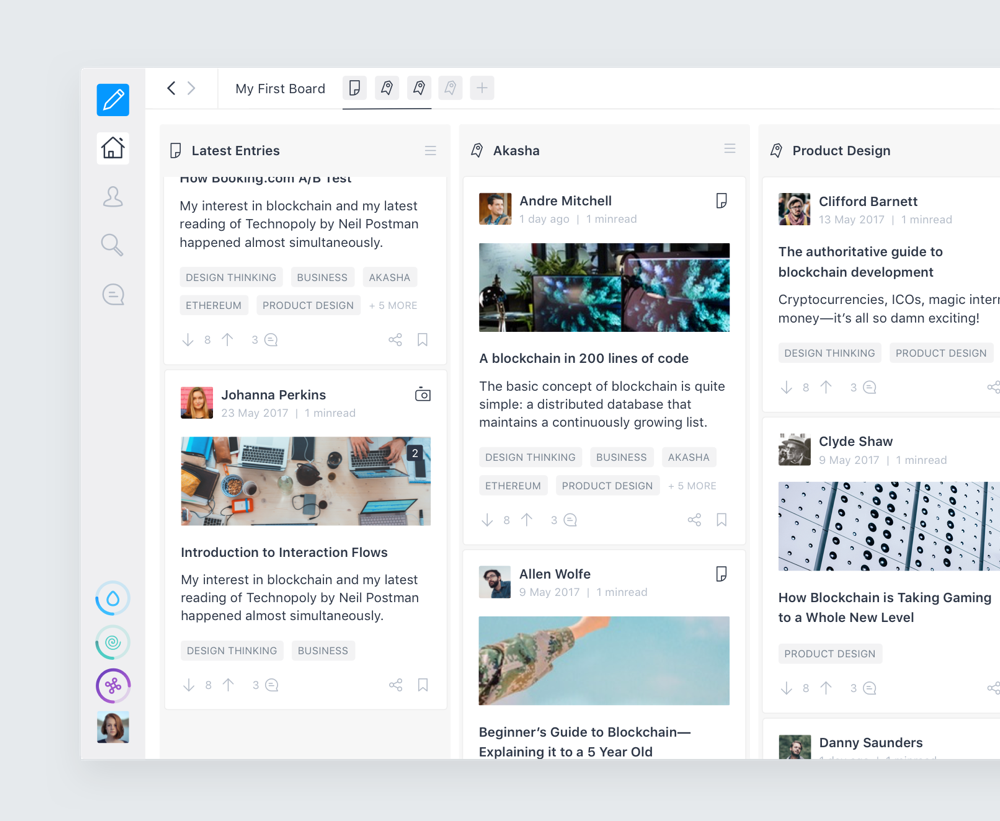 My First Board
Latest Entries
How Booking.com A/B Test
My interest in blockchain and my latest
reading of Technopoly by Neil Postman
happened almost simultaneously.
DESIGN THINKING BUSINESS AKASHA
ETHEREUM PRODUCT DESIGN + 5 MORE
8 3
Johanna Perkins
23 May 2017 | 1 minread
2
Introduction to Interaction Flows
My interest in blockchain and my latest
reading of Technopoly by Neil Postman
happened almost simultaneously.
DESIGN THINKING BUSINESS
8 3
Akasha
Andre Mitchell
1 day ago | 1 minread
A blockchain in 200 lines of code
The basic concept of blockchain is quite
simple: a distributed database that
maintains a continuously growing list.
DESIGN THINKING BUSINESS AKASHA
ETHEREUM PRODUCT DESIGN + 5 MORE
8 3
Allen Wolfe
9 May 2017 | 1 minread
Beginner’s Guide to Blockchain—
Explaining it to a 5 Year Old
Product Design
Clifford Barnett
13 May 2017 | 1 minread
The authoritative guide to
blockchain development
Cryptocurrencies, ICOs, magic intern
money—it’s all so damn exciting!
DESIGN THINKING PRODUCT DESIGN
8 3
Clyde Shaw
9 May 2017 | 1 minread
How Blockchain is Taking Gaming
to a Whole New Level
PRODUCT DESIGN
8 3
Danny Saunders